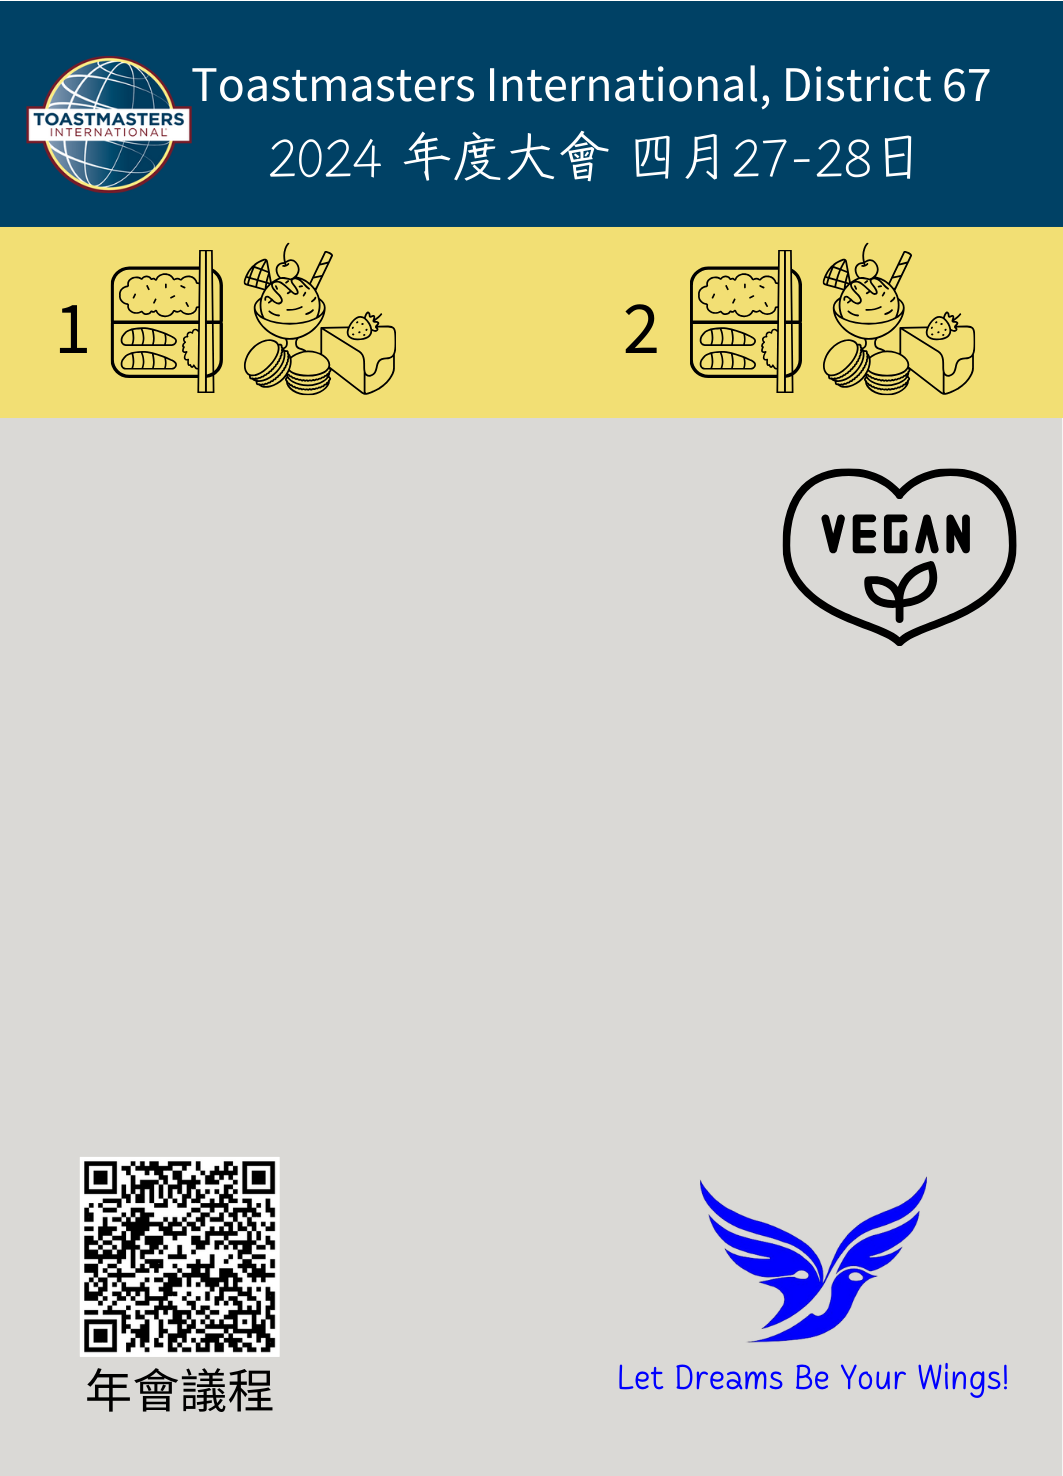 Toastmasters International, District 67
TOASTMASTERS
INTERNATIONAL
2024 年度大會 四月27-28日
1
2
VEGAN
年會議程
Let Dreams Be Your Wings!